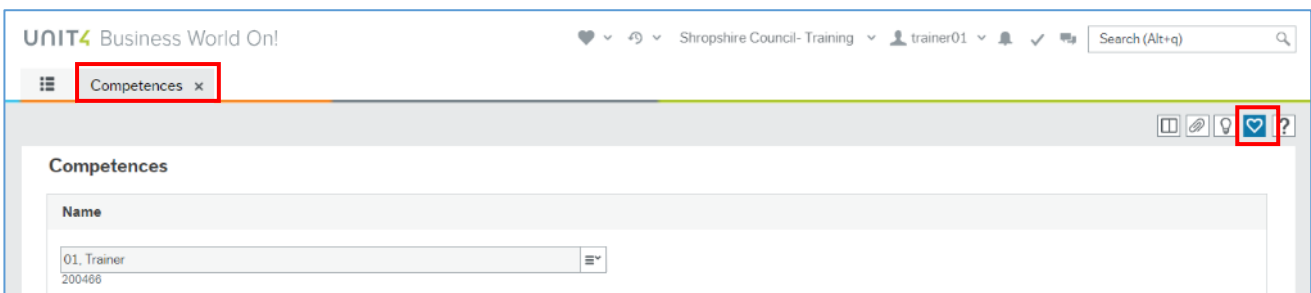 UNIT4 Business World On!
Shropshire Council- Training
trainer01
Search (Alt+q)
Competences x
?
Competences
Name
01, Trainer
200466